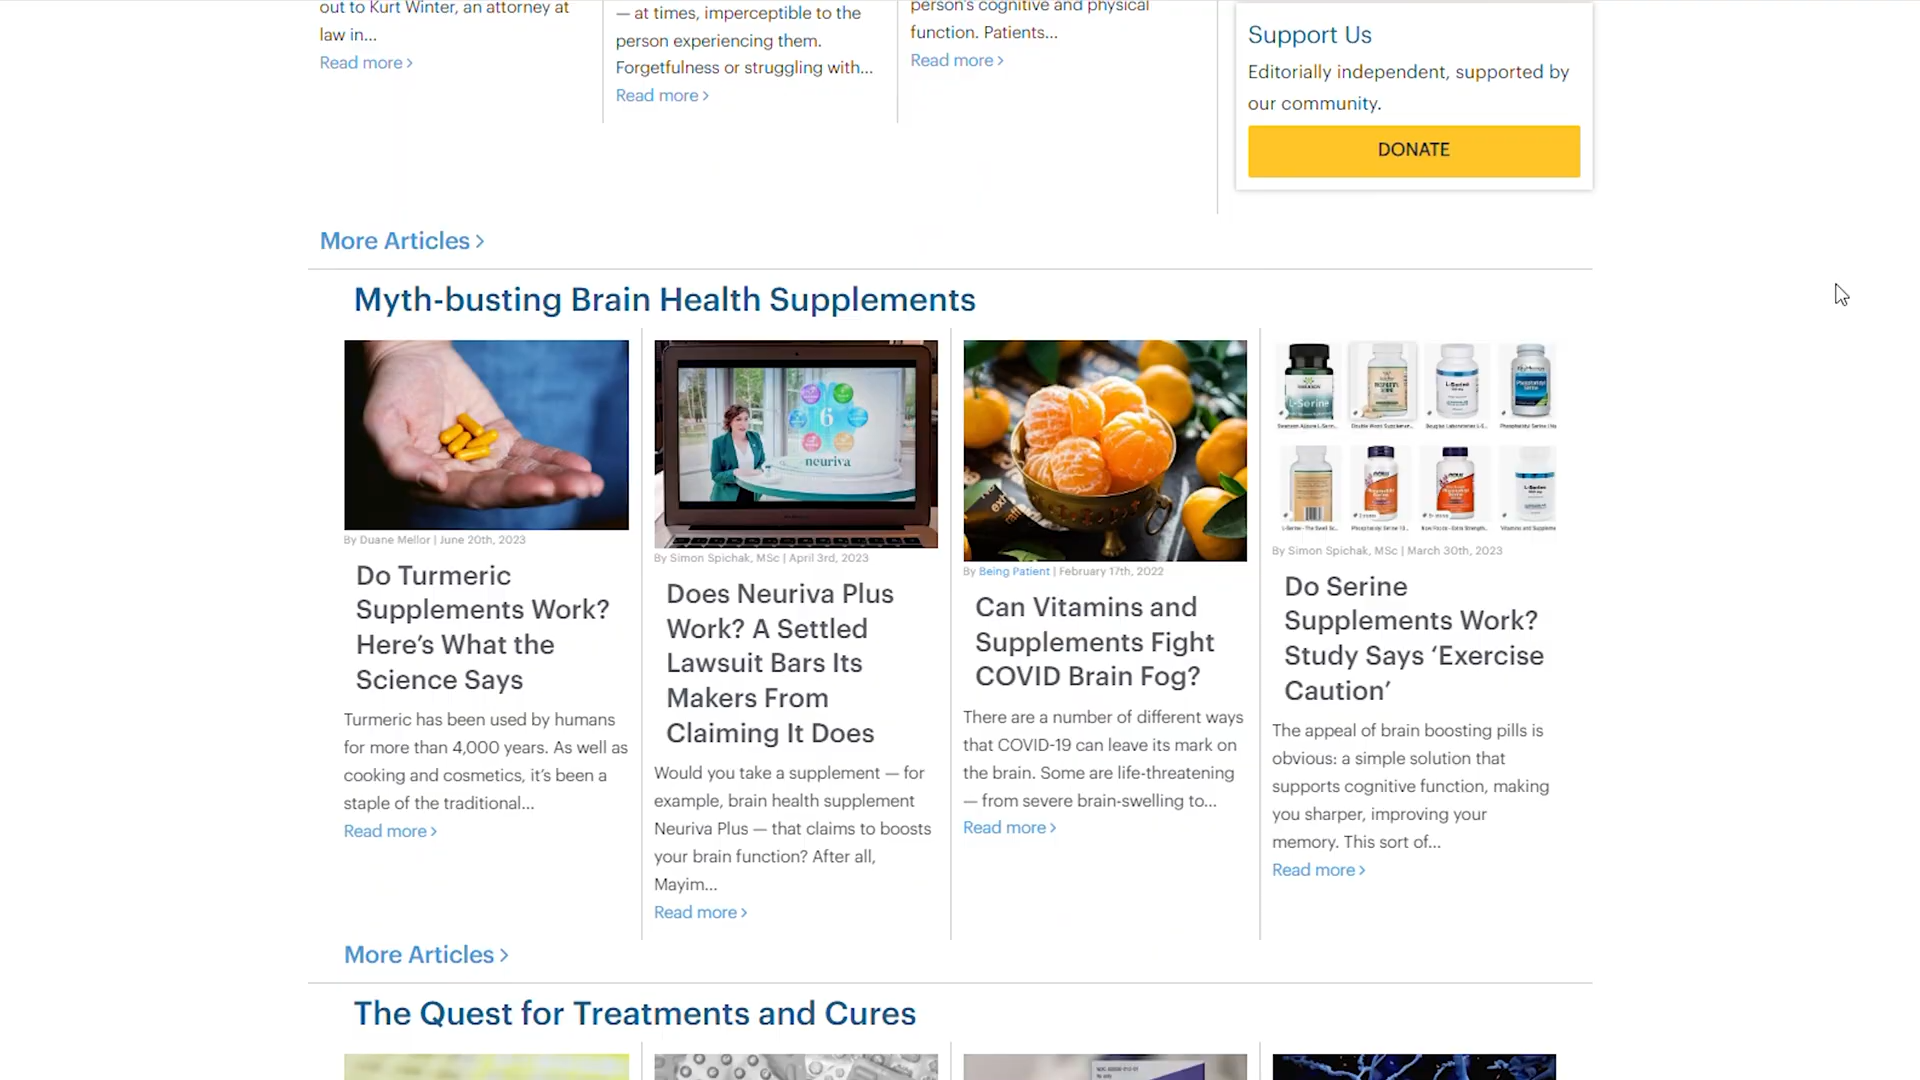 out to Kurt Winter, an attorney at
law in...
Read more >
— at times, imperceptible to the
person experiencing them.
Forgetfulness or struggling with...
Read more >
person's cognitive and physical
function. Patients...
Read more >
Support Us
Editorially independent, supported by
our community.
DONATE
More Articles >
Myth-busting Brain Health Supplements
By Duane Mellor | June 20th, 2023
Do Turmeric
Supplements Work?
Here's What the
Science Says
Turmeric has been used by humans
for more than 4,000 years. As well as
cooking and cosmetics, it's been a
staple of the traditional...
Read more >
6
neuriva
By Simon Spichak, MSc | April 3rd, 2023
Does Neuriva Plus
Work? A Settled
Lawsuit Bars Its
Makers From
Claiming It Does
Would you take a supplement — for
example, brain health supplement
Neuriva Plus — that claims to boosts
your brain function? After all,
Mayim...
Read more >
By Being Patient | February 17th, 2022
Can Vitamins and
Supplements Fight
COVID Brain Fog?
There are a number of different ways
that COVID-19 can leave its mark on
the brain. Some are life-threatening
— from severe brain-swelling to...
Read more >
L-Serine
L-Serine
NOW
NOW
L-Serine
By Simon Spichak, MSc | March 30th, 2023
Do Serine
Supplements Work?
Study Says 'Exercise
Caution'
The appeal of brain boosting pills is
obvious: a simple solution that
supports cognitive function, making
you sharper, improving your
memory. This sort of...
Read more >
More Articles >
The Quest for Treatments and Cures